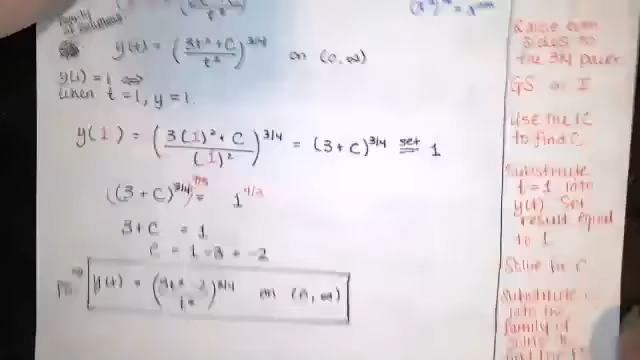 Family
of solutions
y(t) = (3t² + C / t²)^3/4 on (0, ∞)
y(1) = 1 ⟺
When t = 1, y = 1.
y(1) = (3(1)² + C / (1)²)^3/4 = (3 + C)^3/4 set = 1
((3 + C)^3/4)^4/3 = 1^4/3
3 + C = 1
C = 1 - 3 = -2
y(t) = (3t² - 2 / t²)^3/4 on (0, ∞)
Raise both
sides to
the 3/4 power
GS on I
Use the IC
to find C
Substitute
t = 1 into
y(t) Set
result equal
to 1
Solve for C
Substitute
into the
family of